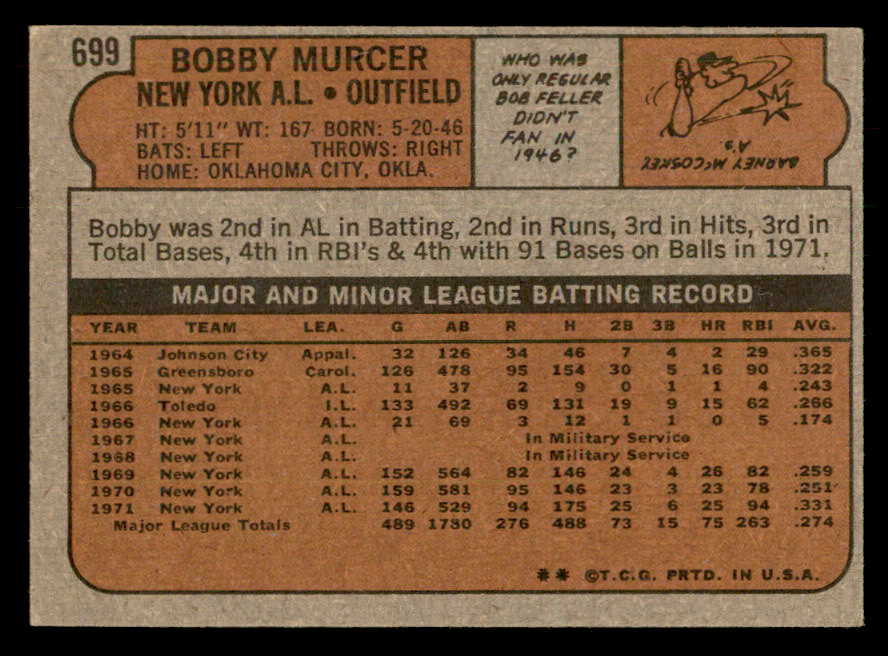 699
BOBBY MURCER
NEW YORK A.L. • OUTFIELD
HT: 5'11" WT: 167 BORN: 5-20-46
BATS: LEFT THROWS: RIGHT
HOME: OKLAHOMA CITY, OKLA.
WHO WAS
ONLY REGULAR
BOB FELLER
DIDN'T
FAN IN
1946?
BARNEY McCOSKEY
A's
Bobby was 2nd in AL in Batting, 2nd in Runs, 3rd in Hits, 3rd in
Total Bases, 4th in RBI's & 4th with 91 Bases on Balls in 1971.
MAJOR AND MINOR LEAGUE BATTING RECORD
YEAR TEAM LEA. G AB R H 2B 3B HR RBI AVG.
1964 Johnson City Appal. 32 126 34 46 7 4 2 29 .365
1965 Greensboro Carol. 126 478 95 154 30 5 16 90 .322
1965 New York A.L. 11 37 2 9 0 1 1 4 .243
1966 Toledo I.L. 133 492 69 131 19 9 15 62 .266
1966 New York A.L. 21 69 3 12 1 1 0 5 .174
1967 New York A.L. In Military Service
1968 New York A.L. In Military Service
1969 New York A.L. 152 564 82 146 24 4 26 82 .259
1970 New York A.L. 159 581 95 146 23 3 23 78 .251
1971 New York A.L. 146 529 94 175 25 6 25 94 .331
Major League Totals 489 1780 276 488 73 15 75 263 .274
** ©T.C.G. PRTD. IN U.S.A.